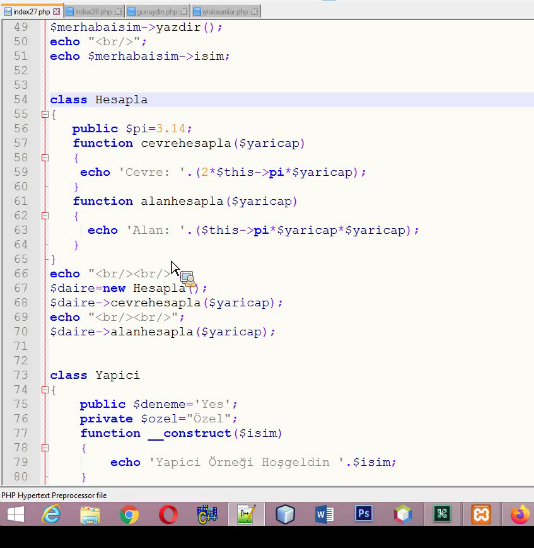 index27.php index28.php gunaydin.php iyiaksamlar.php
49 $merhabaisim->yazdir();
50 echo "<br/>";
51 echo $merhabaisim->isim;
52
53
54 class Hesapla
55 {
56 public $pi=3.14;
57 function cevrehesapla($yaricap)
58 {
59 echo 'Cevre: '.(2*$this->pi*$yaricap);
60 }
61 function alanhesapla($yaricap)
62 {
63 echo 'Alan: '.($this->pi*$yaricap*$yaricap);
64 }
65 }
66 echo "<br/><br/>
67 $daire=new Hesapla();
68 $daire->cevrehesapla($yaricap);
69 echo "<br/><br/>";
70 $daire->alanhesapla($yaricap);
71
72
73 class Yapici
74 {
75 public $deneme='Yes';
76 private $ozel="Özel";
77 function __construct($isim)
78 {
79 echo 'Yapici Örneği Hoşgeldin '.$isim;
80 }
PHP Hypertext Preprocessor file
Ps